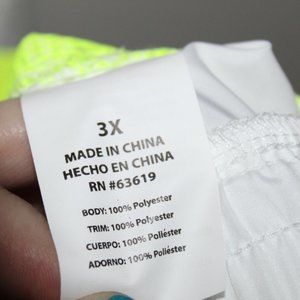 3X
MADE IN CHINA
HECHO EN CHINA
RN #63619
BODY: 100% Polyester
TRIM: 100% Polyester
CUERPO: 100% Poliéster
ADORNO: 100% Poliéster